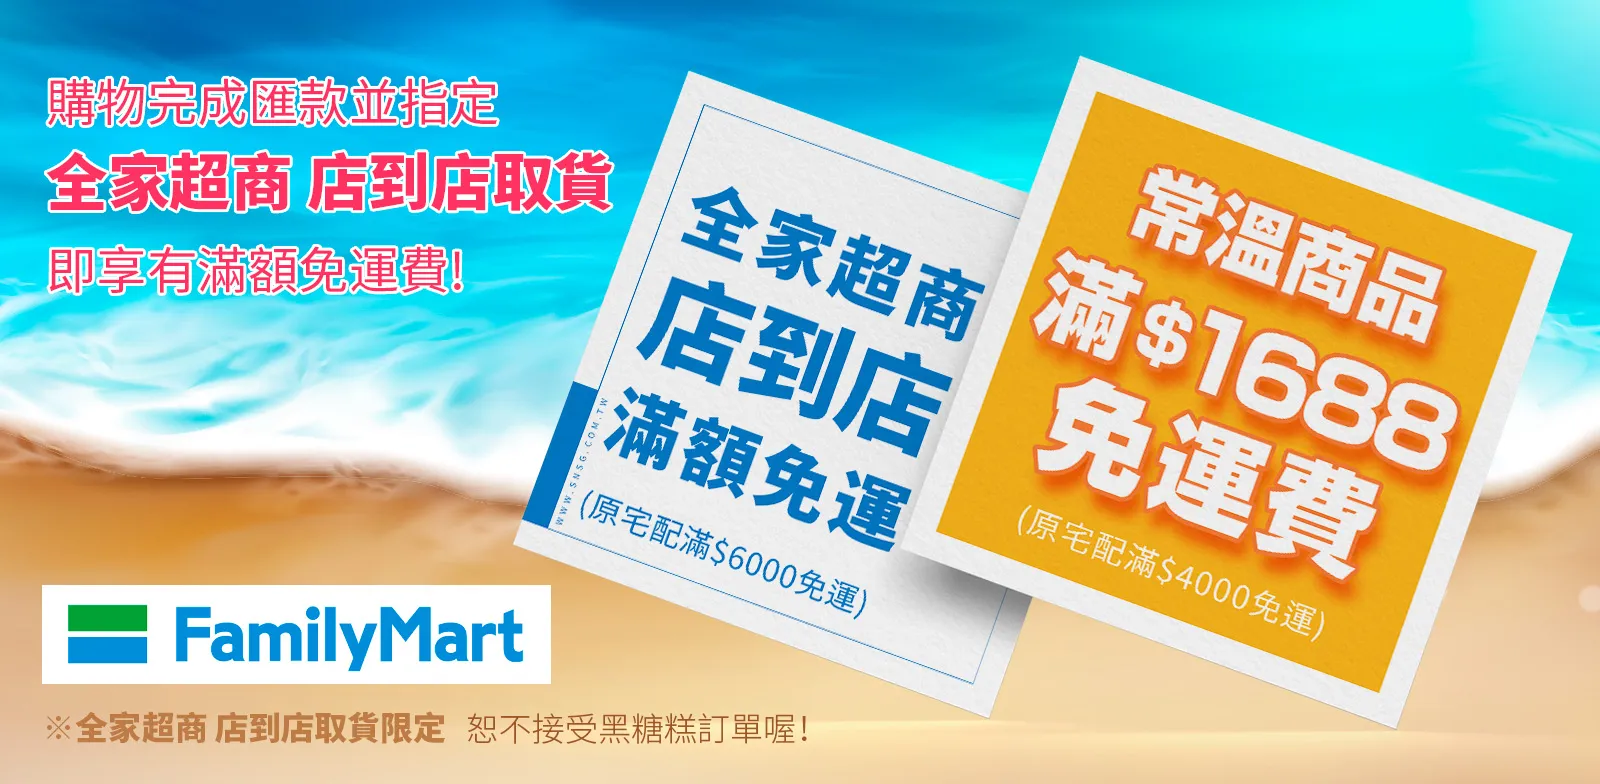 購物完成匯款並指定
全家超商 店到店取貨
即享有滿額免運費!
全家超商
店到店
滿額免運
(原宅配滿$6000免運)
WWW.SNSG.COM.TW
常溫商品
滿$1688
免運費
(原宅配滿$4000免運)
FamilyMart
※全家超商 店到店取貨限定 恕不接受黑糖糕訂單喔!